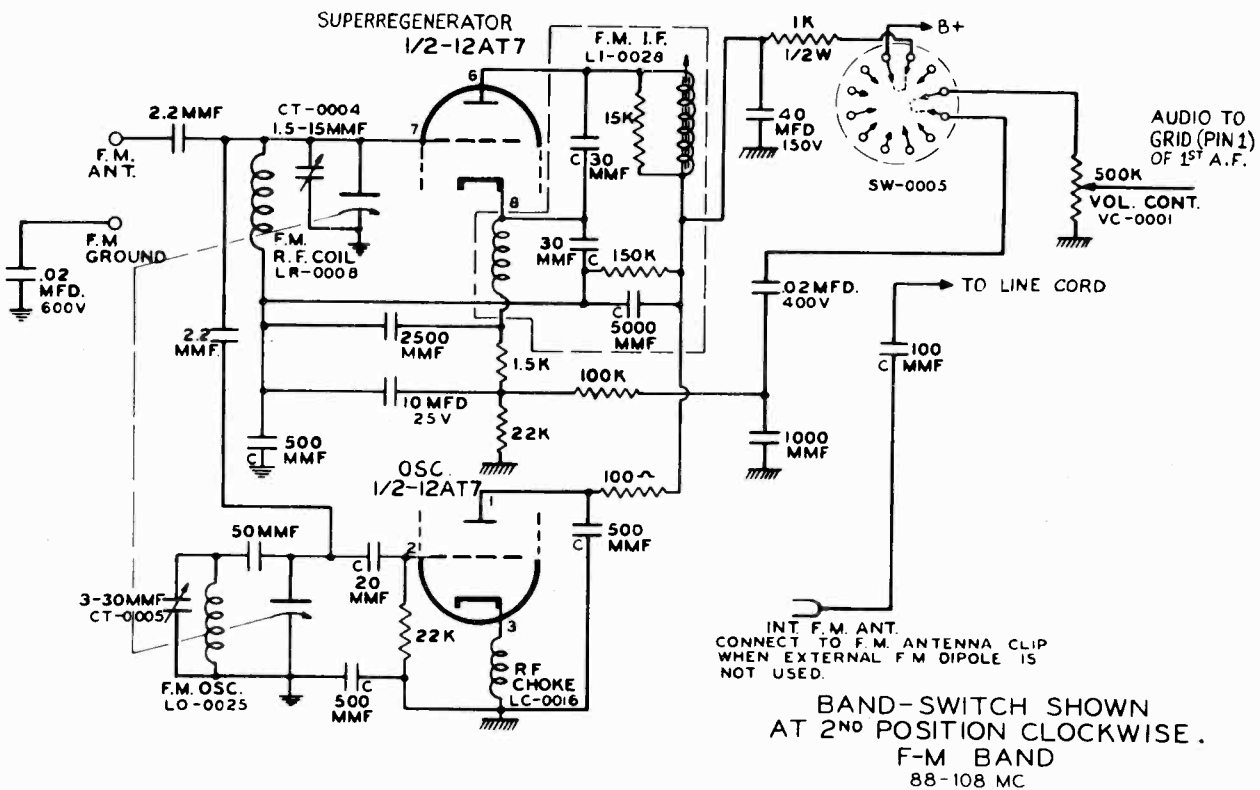 SUPERREGENERATOR
1/2-12AT7
F.M. I.F.
LI-0028
1K
1/2W
B+
6
2.2MMF
CT-0004
1.5-15MMF
7
15K
C 30
MMF
40
MFD
150V
SW-0005
AUDIO TO
GRID (PIN 1)
OF 1ST A.F.
500K
VOL. CONT.
VC-0001
F.M.
ANT.
8
F.M
GROUND
F.M.
R.F. COIL
LR-0008
30
MMF
C
150K
.02
MFD.
600V
.02MFD.
400V
TO LINE CORD
2.2
MMF.
2500
MMF
C
5000
MMF
1.5K
100K
C
100
MMF
10 MFD
25V
22K
500
MMF
C
1000
MMF
OSC.
1/2-12AT7
1
100~
500
MMF
C
50MMF
2
C
20
MMF
3-30MMF
CT-0005
22K
3
RF
CHOKE
LC-0016
F.M. OSC.
LO-0025
C
500
MMF
INT. F.M. ANT.
CONNECT TO F.M. ANTENNA CLIP
WHEN EXTERNAL FM DIPOLE IS
NOT USED.
BAND-SWITCH SHOWN
AT 2ND POSITION CLOCKWISE.
F-M BAND
88-108 MC